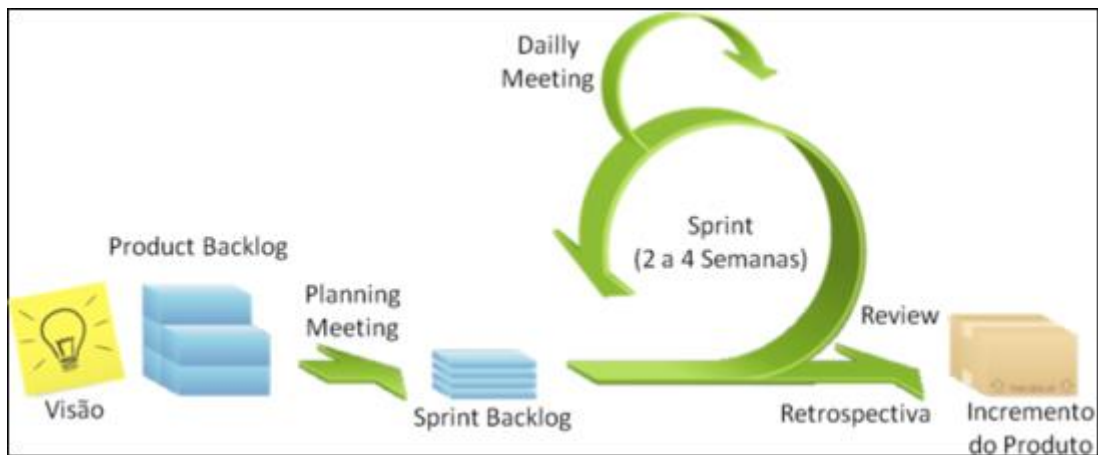 Dailly
Meeting
Product Backlog
Planning
Meeting
Sprint
(2 a 4 Semanas)
Review
Visão
Sprint Backlog
Retrospectiva
Incremento
do Produto